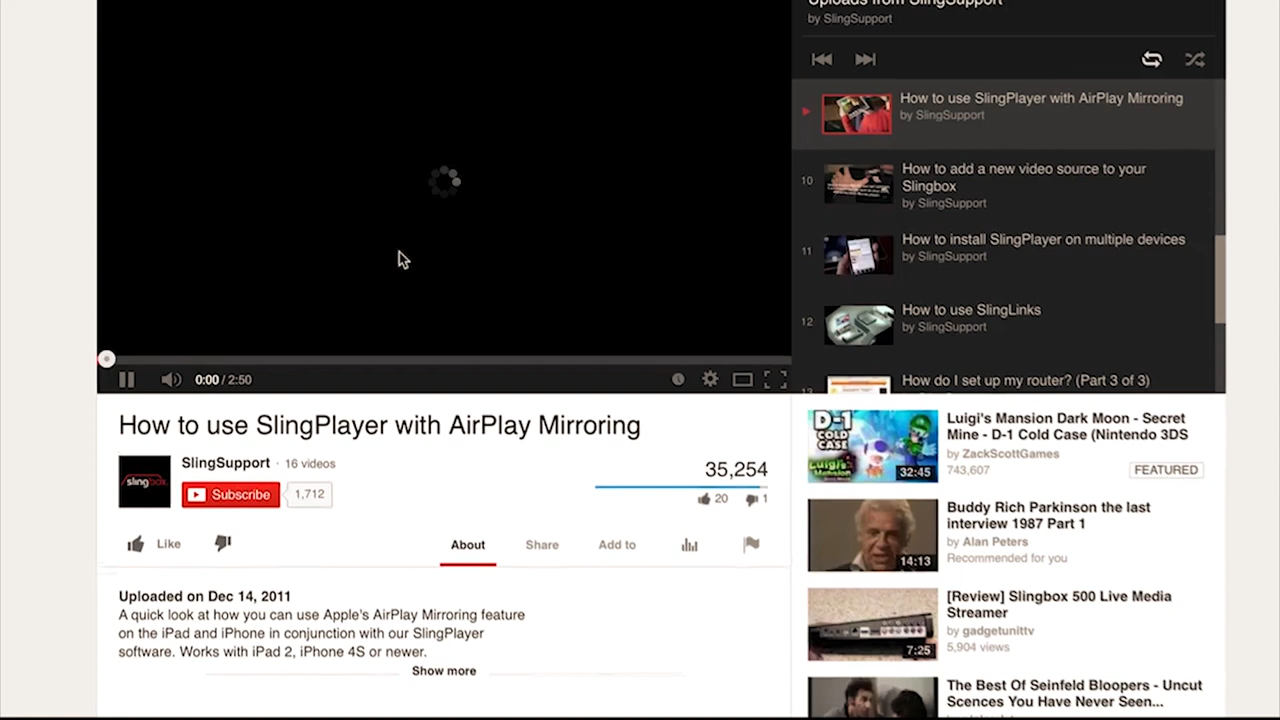 Uploads from SlingSupport
by SlingSupport
How to use SlingPlayer with AirPlay Mirroring
by SlingSupport
10
How to add a new video source to your
Slingbox
by SlingSupport
11
How to install SlingPlayer on multiple devices
by SlingSupport
12
How to use SlingLinks
by SlingSupport
13
How do I set up my router? (Part 3 of 3)
0:00 / 2:50
How to use SlingPlayer with AirPlay Mirroring
slingbox
SlingSupport · 16 videos
Subscribe
1,712
35,254
20
1
Like
About
Share
Add to
Uploaded on Dec 14, 2011
A quick look at how you can use Apple's AirPlay Mirroring feature
on the iPad and iPhone in conjunction with our SlingPlayer
software. Works with iPad 2, iPhone 4S or newer.
Show more
D-1
COLD
CASE
Luigi's
32:45
Luigi's Mansion Dark Moon - Secret
Mine - D-1 Cold Case (Nintendo 3DS
by ZackScottGames
743,607
FEATURED
14:13
Buddy Rich Parkinson the last
interview 1987 Part 1
by Alan Peters
Recommended for you
7:25
[Review] Slingbox 500 Live Media
Streamer
by gadgetunittv
5,904 views
The Best Of Seinfeld Bloopers - Uncut
Scences You Have Never Seen...